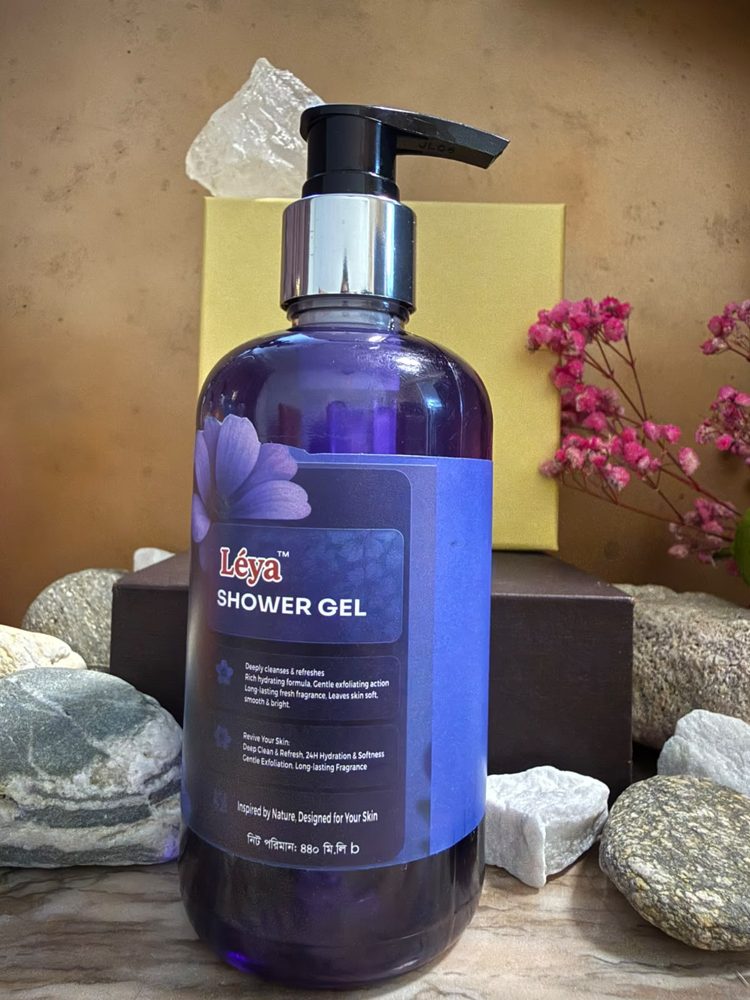 JL05
Léya™
SHOWER GEL
Deeply cleanses & refreshes
Rich hydrating formula, Gentle exfoliating action
Long-lasting fresh fragrance, Leaves skin soft,
smooth & bright.
Revive Your Skin:
Deep Clean & Refresh, 24H Hydration & Softness
Gentle Exfoliation, Long-lasting Fragrance
Inspired by Nature, Designed for Your Skin
নিট পরিমান: ৪৪০ মি.লি b